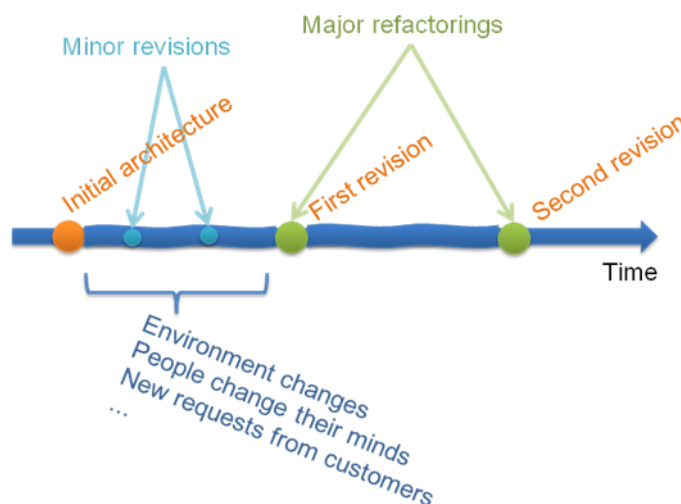 Minor revisions
Major refactorings
Initial architecture
First revision
Second revision
Time
Environment changes
People change their minds
New requests from customers
...